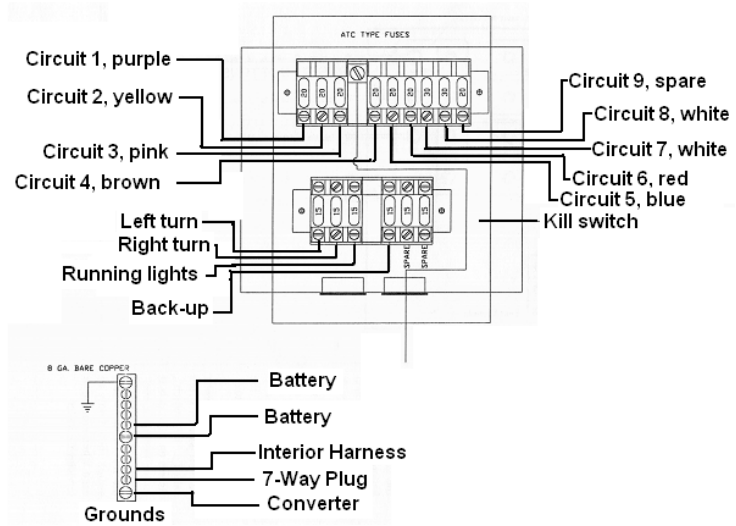 ATC TYPE FUSES
Circuit 1, purple
Circuit 2, yellow
Circuit 3, pink
Circuit 4, brown
20 20 20 20 20 20 30 30 20
Circuit 9, spare
Circuit 8, white
Circuit 7, white
Circuit 6, red
Circuit 5, blue
Kill switch
Left turn
Right turn
Running lights
Back-up
15 15 15 15 15 15
SPARE
SPARE
8 GA. BARE COPPER
Battery
Battery
Interior Harness
7-Way Plug
Converter
Grounds